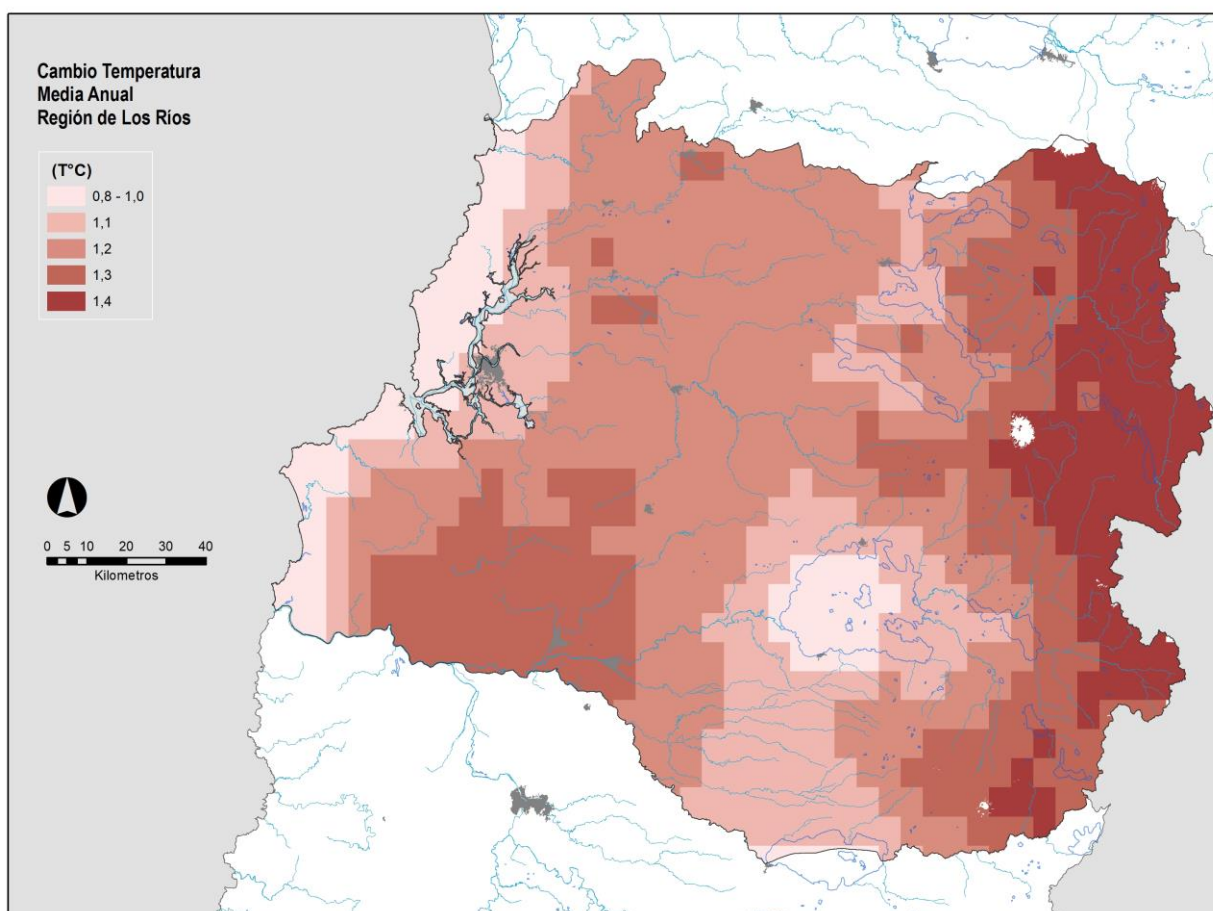 Cambio Temperatura
Media Anual
Región de Los Ríos
(T°C)
0,8 - 1,0
1,1
1,2
1,3
1,4
0 5 10 20 30 40
Kilometros